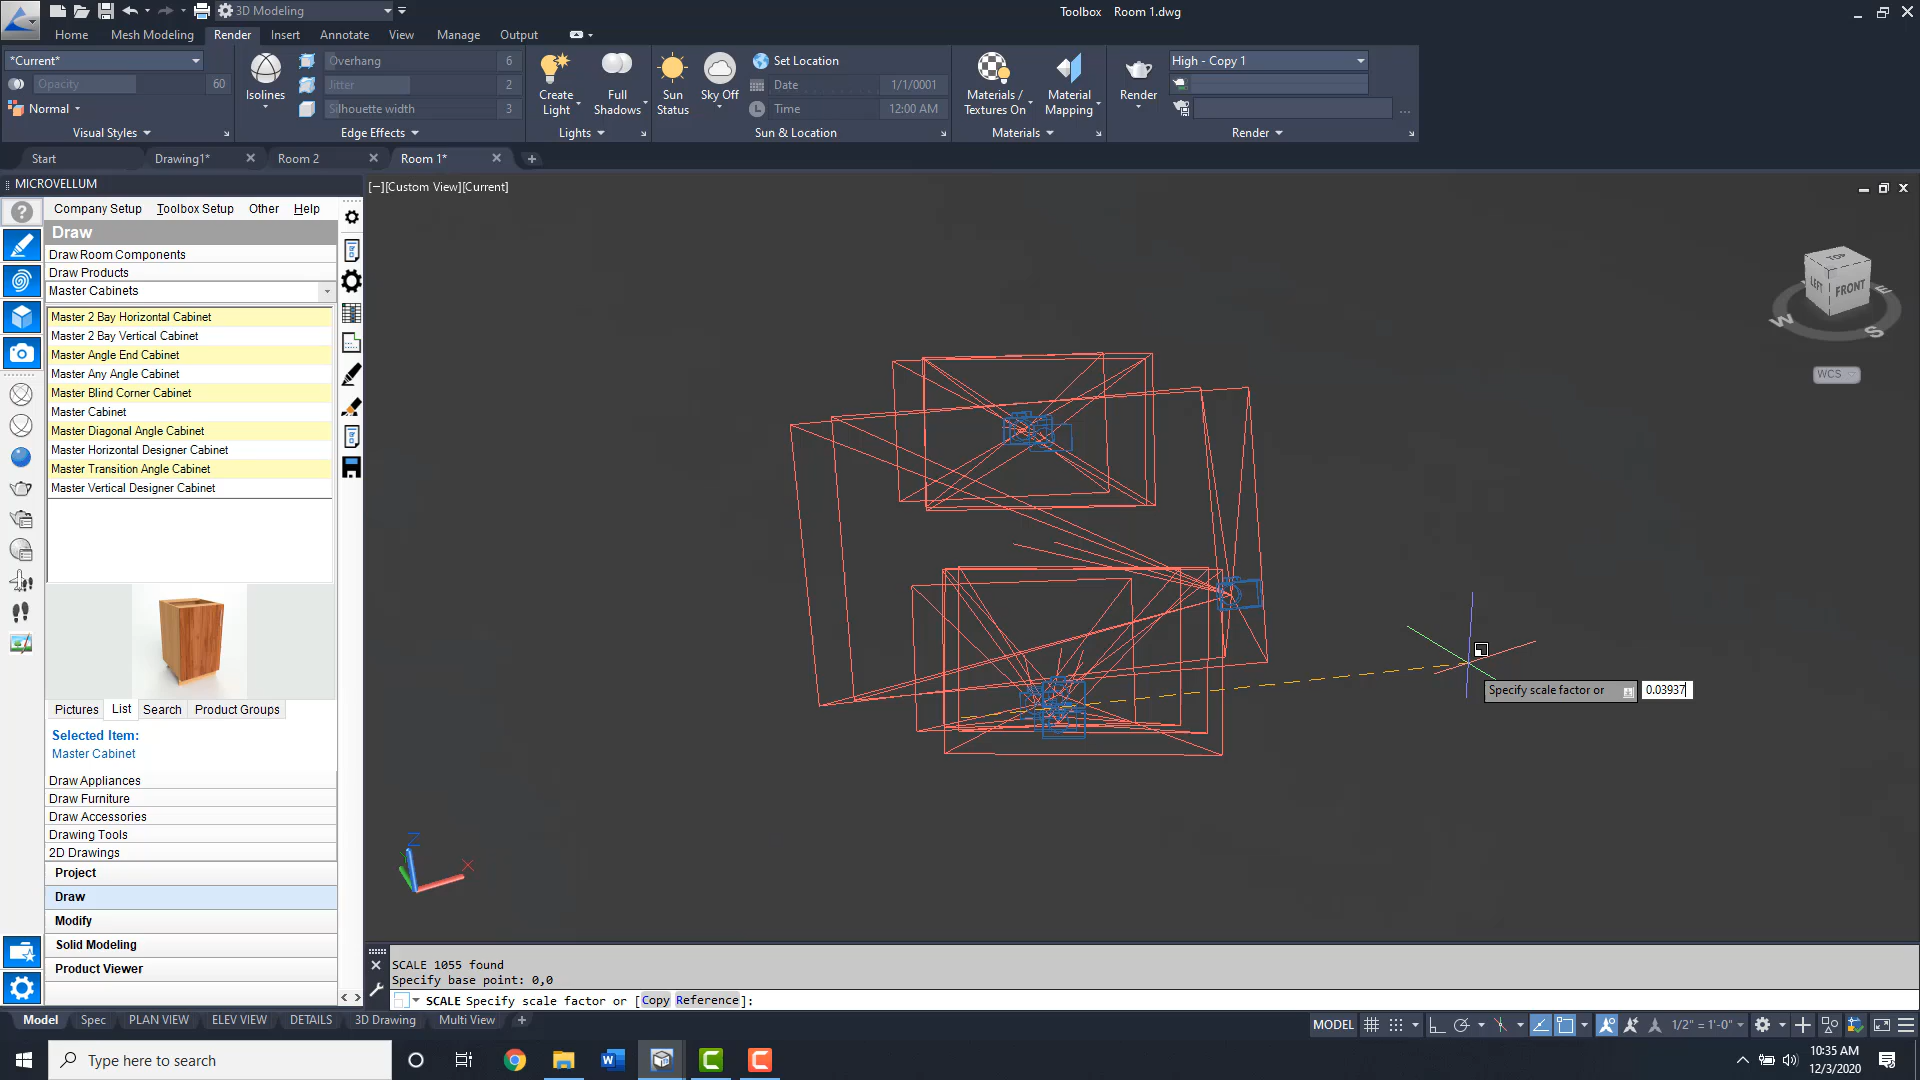 3D Modeling
Toolbox Room 1.dwg
Home Mesh Modeling Render Insert Annotate View Manage Output
*Current*
Opacity 60
Normal
Visual Styles
Isolines
Overhang 6
Jitter 2
Silhouette width 3
Edge Effects
Create Light
Full Shadows
Lights
Sun Status
Sky Off
Set Location
Date 1/1/0001
Time 12:00 AM
Sun & Location
Materials / Textures On
Material Mapping
Materials
Render
High - Copy 1
Render
Start Drawing1* Room 2 Room 1*
MICROVELLUM
[−][Custom View][Current]
Company Setup Toolbox Setup Other Help
Draw
Draw Room Components
Draw Products
Master Cabinets
Master 2 Bay Horizontal Cabinet
Master 2 Bay Vertical Cabinet
Master Angle End Cabinet
Master Any Angle Cabinet
Master Blind Corner Cabinet
Master Cabinet
Master Diagonal Angle Cabinet
Master Horizontal Designer Cabinet
Master Transition Angle Cabinet
Master Vertical Designer Cabinet
TOP
LEFT FRONT
W S E
WCS
Specify scale factor or 0.03937
Pictures List Search Product Groups
Selected Item:
Master Cabinet
Draw Appliances
Draw Furniture
Draw Accessories
Drawing Tools
2D Drawings
Project
Draw
Modify
Solid Modeling
Product Viewer
Z
X
SCALE 1055 found
Specify base point: 0,0
SCALE Specify scale factor or [Copy Reference]:
Model Spec PLAN VIEW ELEV VIEW DETAILS 3D Drawing Multi View
MODEL 1/2" = 1'-0"
Type here to search
10:35 AM
12/3/2020